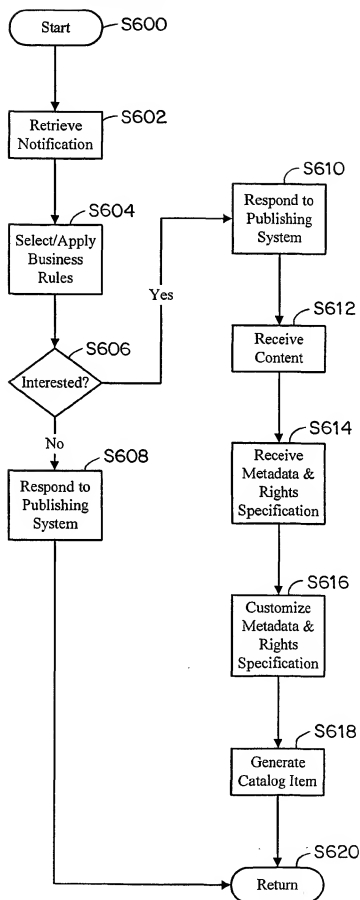 Start
S600
Retrieve
Notification
S602
Select/Apply
Business
Rules
S604
Interested?
S606
Yes
No
Respond to
Publishing
System
S608
Respond to
Publishing
System
S610
Receive
Content
S612
Receive
Metadata &
Rights
Specification
S614
Customize
Metadata &
Rights
Specification
S616
Generate
Catalog Item
S618
Return
S620